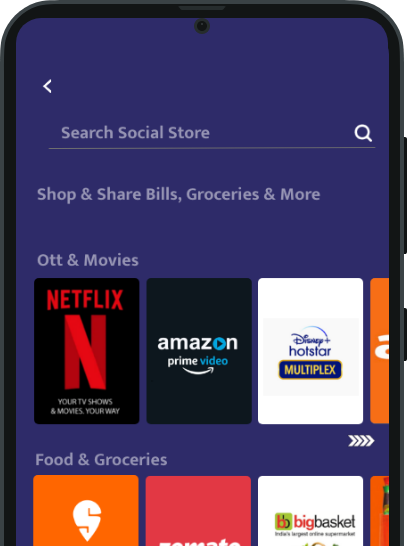 Search Social Store
Shop & Share Bills, Groceries & More
Ott & Movies
NETFLIX
N
YOUR TV SHOWS
& MOVIES. YOUR WAY
amazon
prime video
Disney+
hotstar
MULTIPLEX
Food & Groceries
zomato
bb bigbasket
India's largest online supermarket